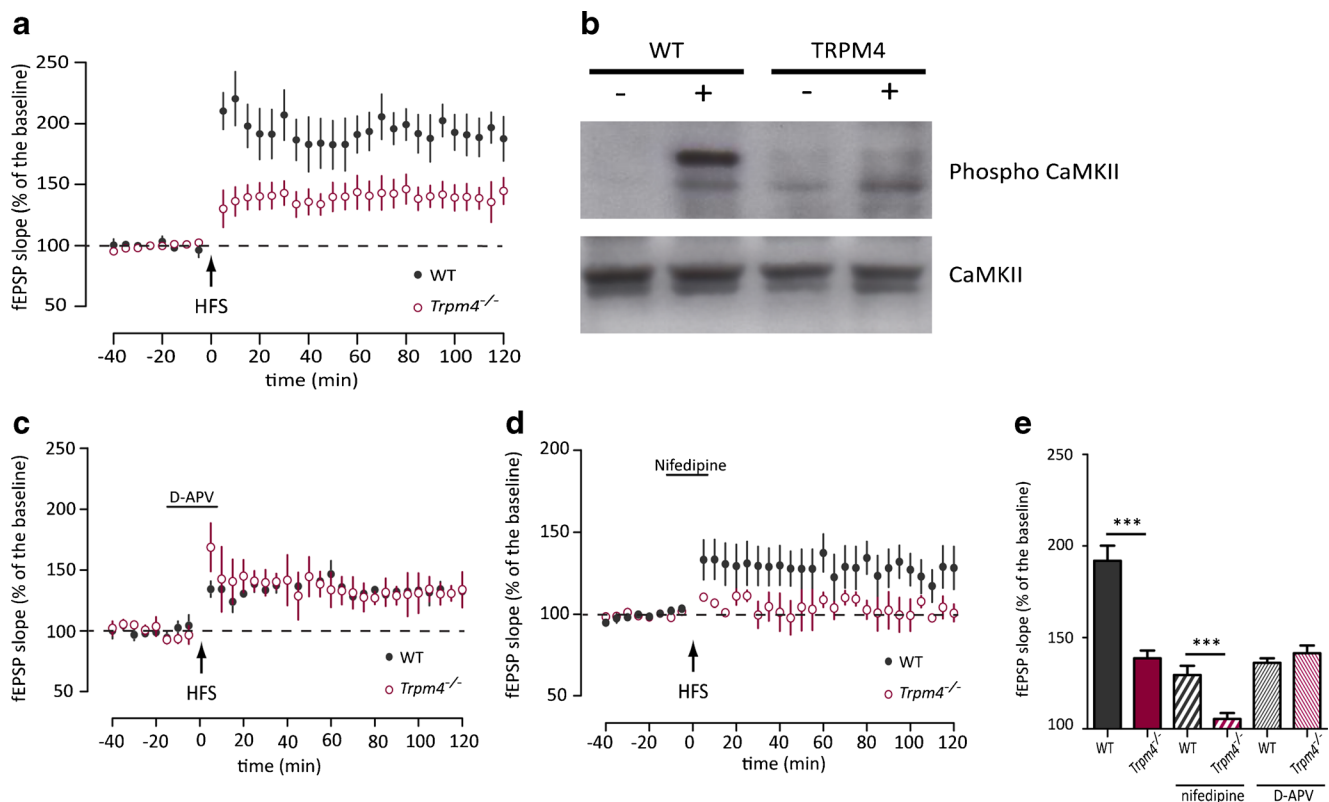 a
fEPSP slope (% of the baseline)
250
200
150
100
50
HFS
WT
Trpm4-/-
-40 -20 0 20 40 60 80 100 120
time (min)
b
WT TRPM4
- + - +
Phospho CaMKII
CaMKII
c
fEPSP slope (% of the baseline)
250
200
150
100
50
D-APV
HFS
WT
Trpm4-/-
-40 -20 0 20 40 60 80 100 120
time (min)
d
fEPSP slope (% of the baseline)
200
150
100
50
Nifedipine
HFS
WT
Trpm4-/-
-40 -20 0 20 40 60 80 100 120
time (min)
e
fEPSP slope (% of the baseline)
250
200
150
100
***
***
WT Trpm4-/- WT Trpm4-/- WT Trpm4-/-
nifedipine D-APV